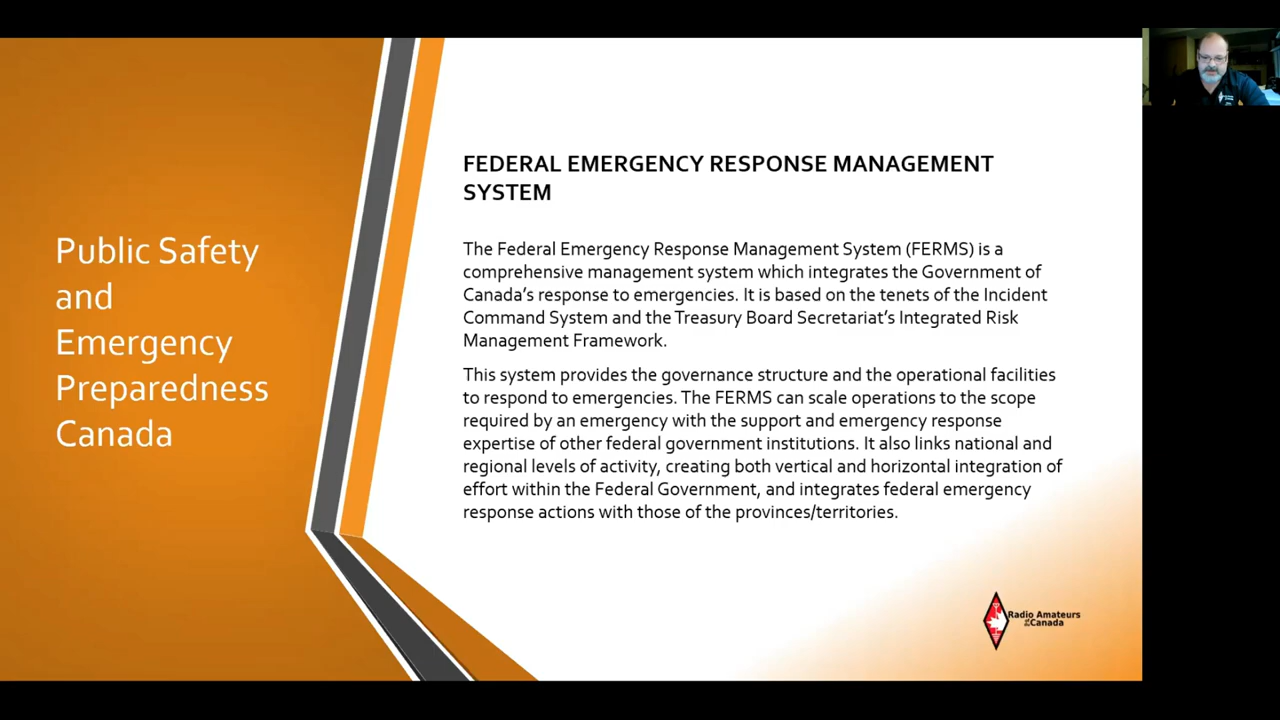 Public Safety
and
Emergency
Preparedness
Canada
FEDERAL EMERGENCY RESPONSE MANAGEMENT
SYSTEM
The Federal Emergency Response Management System (FERMS) is a
comprehensive management system which integrates the Government of
Canada's response to emergencies. It is based on the tenets of the Incident
Command System and the Treasury Board Secretariat's Integrated Risk
Management Framework.
This system provides the governance structure and the operational facilities
to respond to emergencies. The FERMS can scale operations to the scope
required by an emergency with the support and emergency response
expertise of other federal government institutions. It also links national and
regional levels of activity, creating both vertical and horizontal integration of
effort within the Federal Government, and integrates federal emergency
response actions with those of the provinces/territories.
Radio Amateurs
of Canada